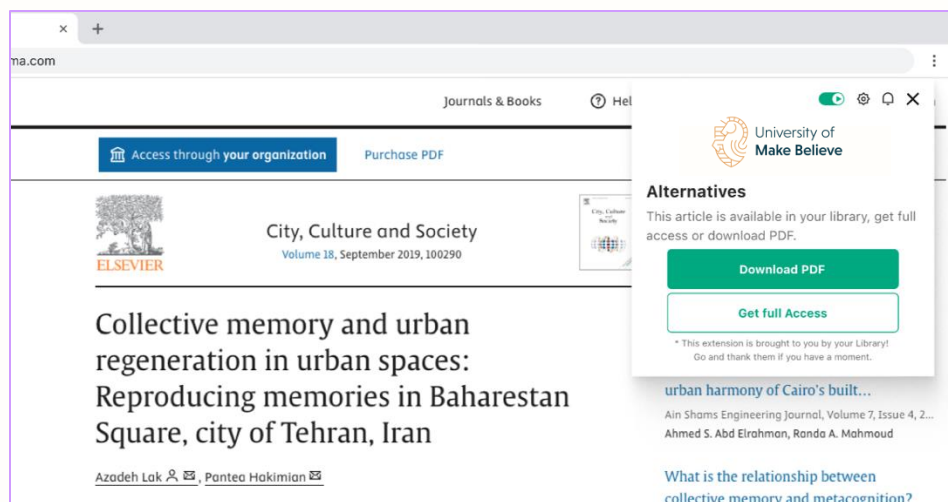 ma.com
Journals & Books
Hel
University of
Make Believe
Access through your organization
Purchase PDF
Alternatives
This article is available in your library, get full
access or download PDF.
Download PDF
Get full Access
* This extension is brought to you by your Library!
Go and thank them if you have a moment.
ELSEVIER
City, Culture and Society
Volume 18, September 2019, 100290
City, Culture
and
Society
Collective memory and urban
regeneration in urban spaces:
Reproducing memories in Baharestan
Square, city of Tehran, Iran
Azadeh Lak, Pantea Hakimian
urban harmony of Cairo's built...
Ain Shams Engineering Journal, Volume 7, Issue 4, 2...
Ahmed S. Abd Elrahman, Randa A. Mahmoud
What is the relationship between
collective memory and metacognition?